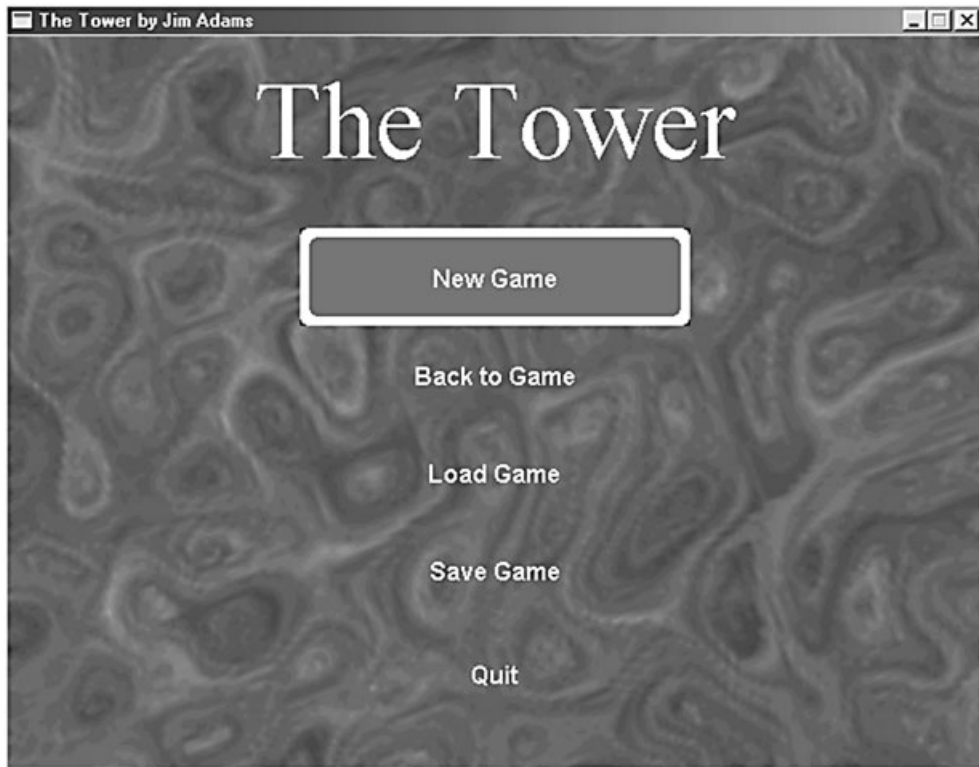 The Tower by Jim Adams
The Tower
New Game
Back to Game
Load Game
Save Game
Quit